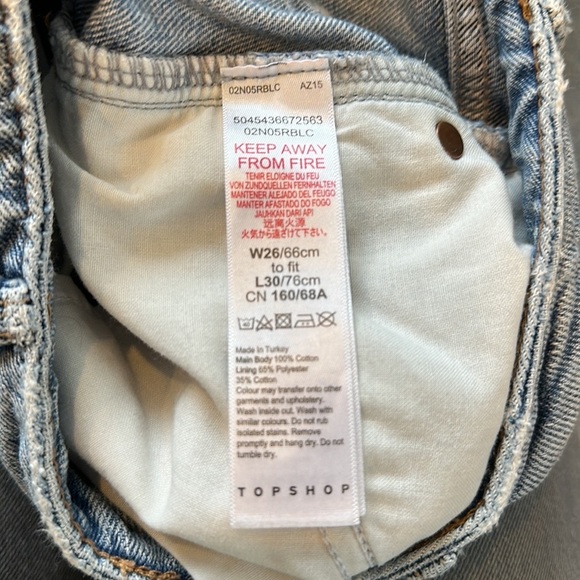 02N05RBLC AZ15
5045436672563
02N05RBLC
KEEP AWAY
FROM FIRE
TENIR ELOIGNE DU FEU
VON ZUNDQUELLEN FERNHALTEN
MANTENER ALEJADO DEL FEUGO
MANTER AFASTADO DO FOGO
JAUHKAN DARI API
远离火源
火気から遠ざけて下さい。
W26/66cm
to fit
L30/76cm
CN 160/68A
Made In Turkey
Main Body 100% Cotton
Lining 65% Polyester
35% Cotton
Colour may transfer onto other
garments and upholstery.
Wash inside out. Wash with
similar colours. Do not rub
isolated stains. Remove
promptly and hang dry. Do not
tumble dry.
TOPSHOP